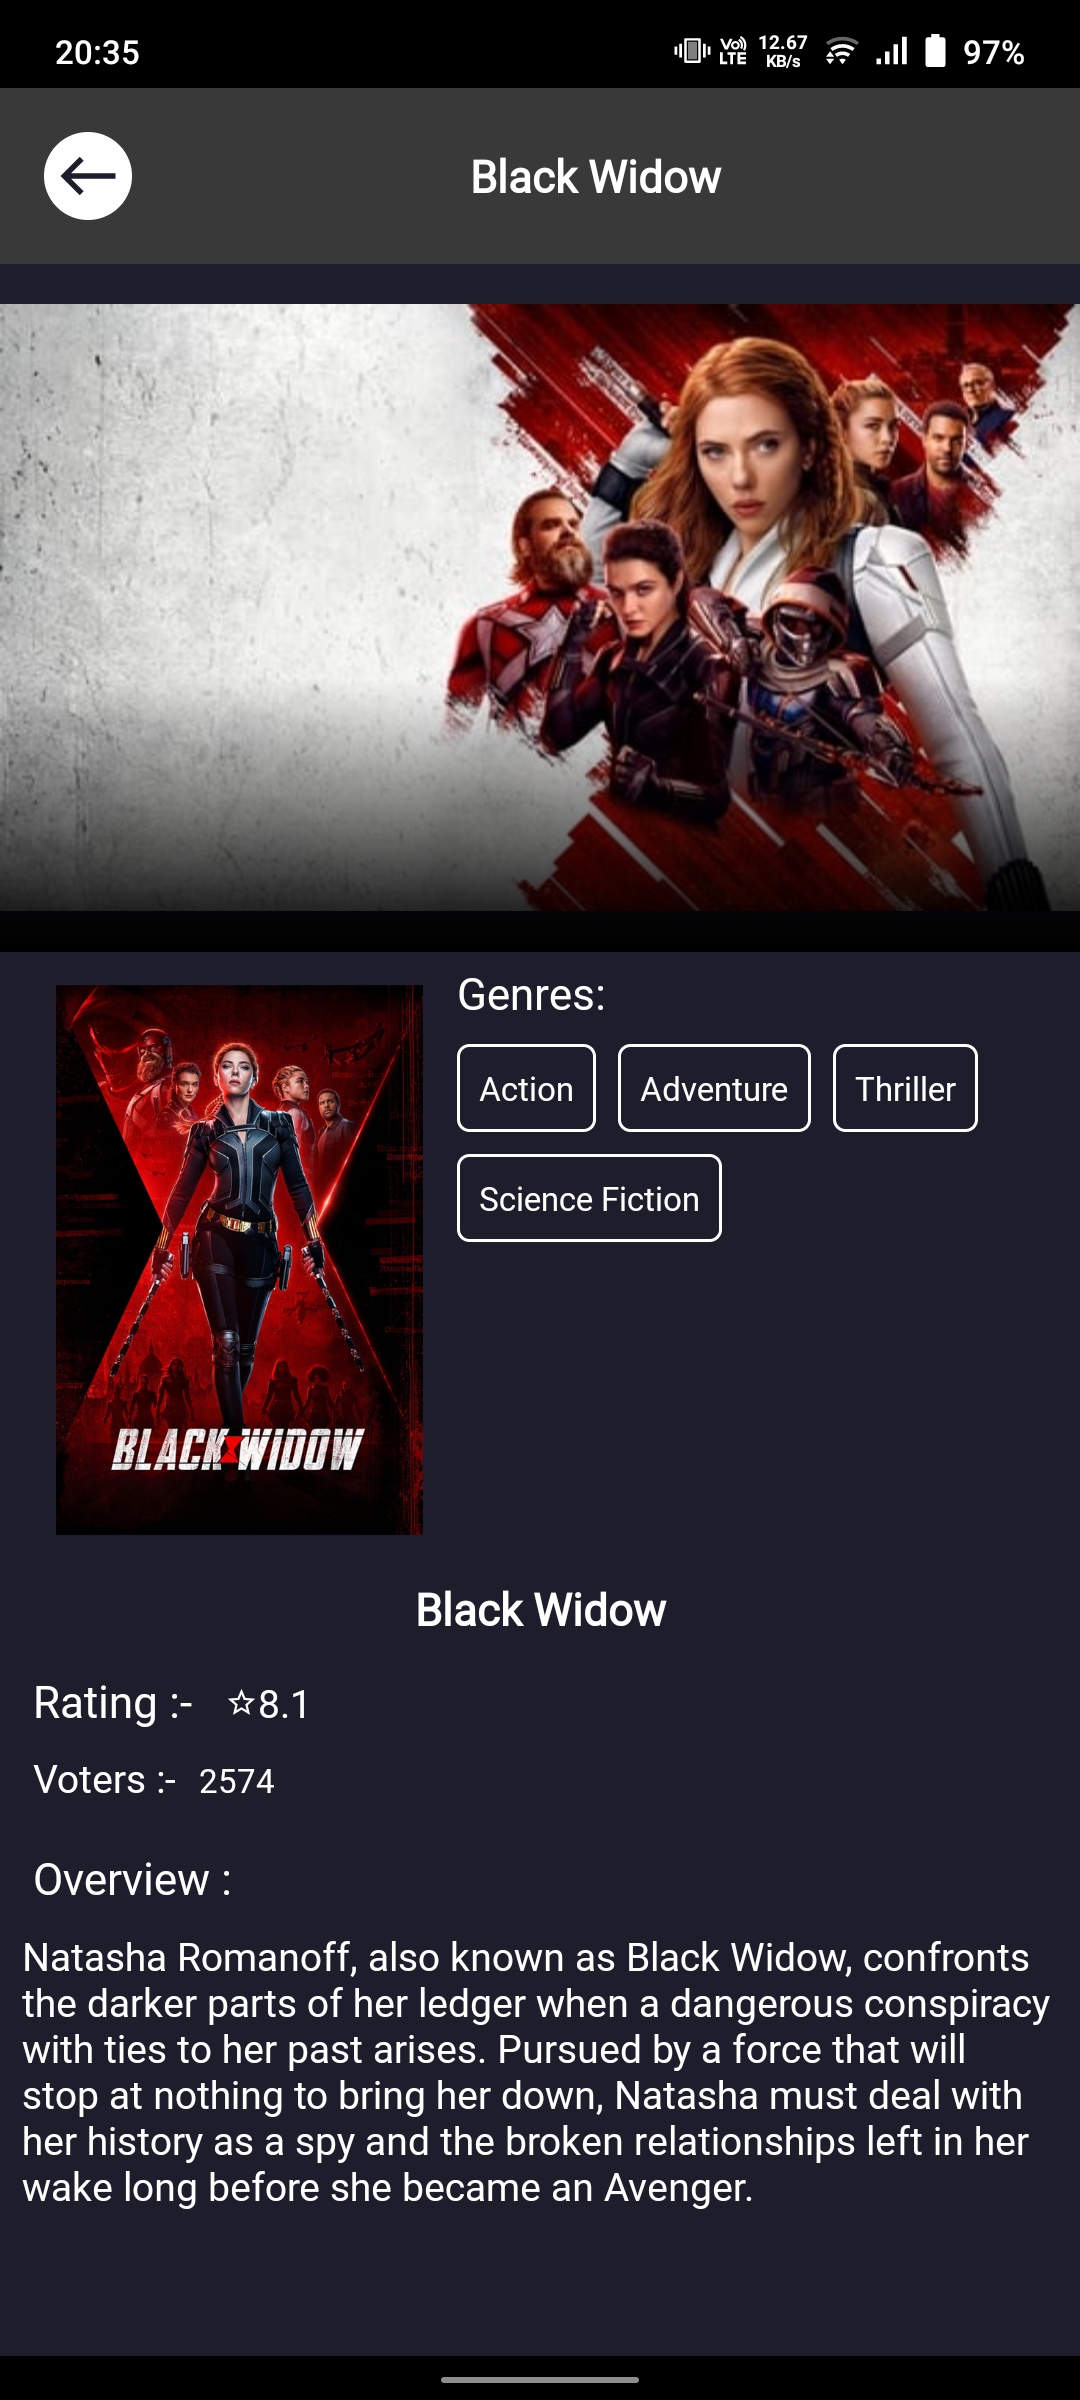 20:35
Vo)) LTE 12.67 KB/s 97%
Black Widow
Genres:
Action Adventure Thriller
Science Fiction
BLACK WIDOW
Black Widow
Rating :- ☆8.1
Voters :- 2574
Overview :
Natasha Romanoff, also known as Black Widow, confronts
the darker parts of her ledger when a dangerous conspiracy
with ties to her past arises. Pursued by a force that will
stop at nothing to bring her down, Natasha must deal with
her history as a spy and the broken relationships left in her
wake long before she became an Avenger.